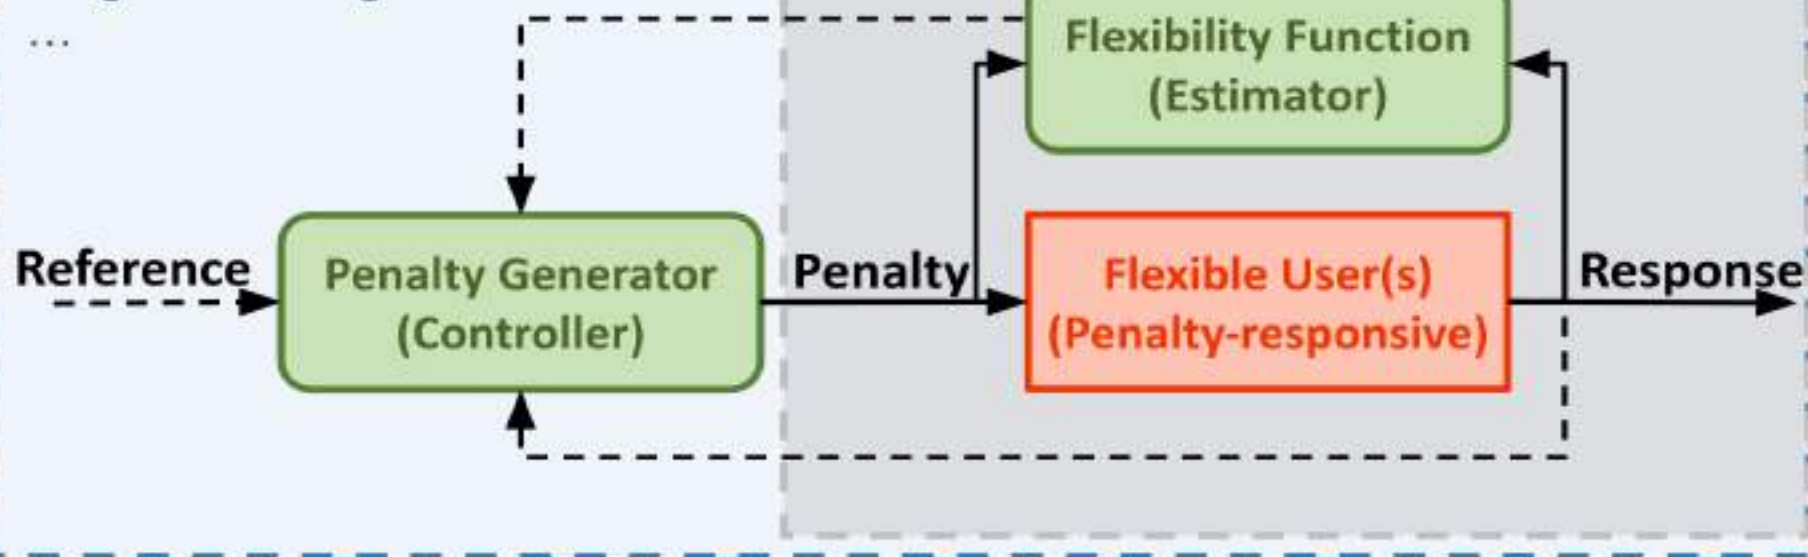 ...
Flexibility Function
(Estimator)
Reference
Penalty Generator
(Controller)
Penalty
Flexible User(s)
(Penalty-responsive)
Response